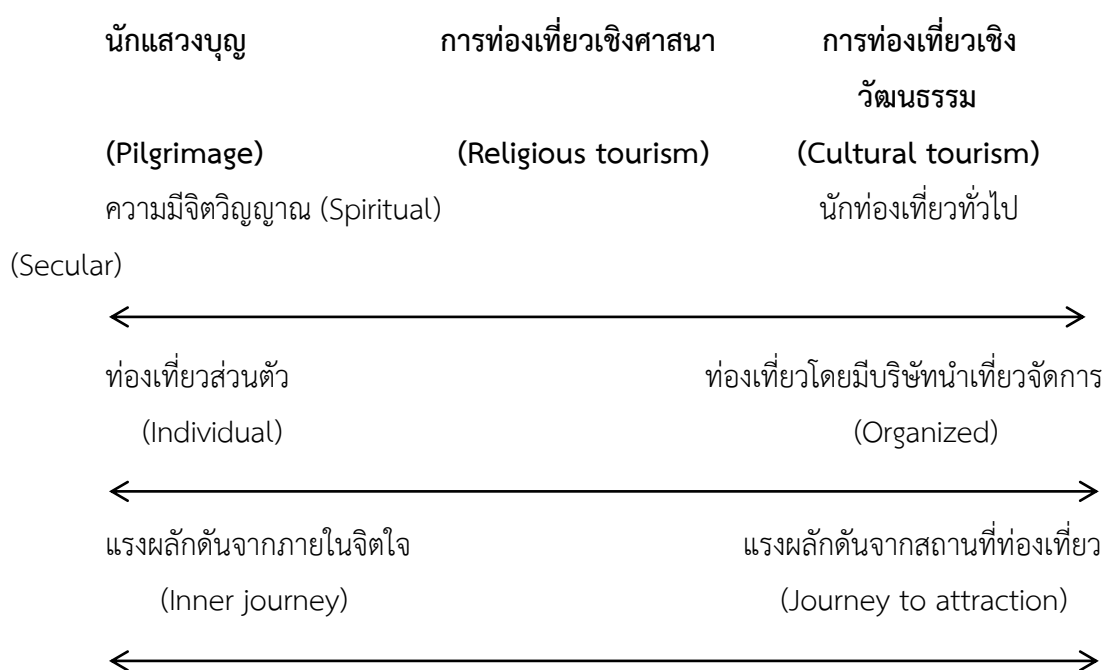 นักแสวงบุญ การท่องเที่ยวเชิงศาสนา การท่องเที่ยวเชิง
วัฒนธรรม
(Pilgrimage) (Religious tourism) (Cultural tourism)
ความมีจิตวิญญาณ (Spiritual) นักท่องเที่ยวทั่วไป
(Secular)
ท่องเที่ยวส่วนตัว ท่องเที่ยวโดยมีบริษัทนำเที่ยวจัดการ
(Individual) (Organized)
แรงผลักดันจากภายในจิตใจ แรงผลักดันจากสถานที่ท่องเที่ยว
(Inner journey) (Journey to attraction)